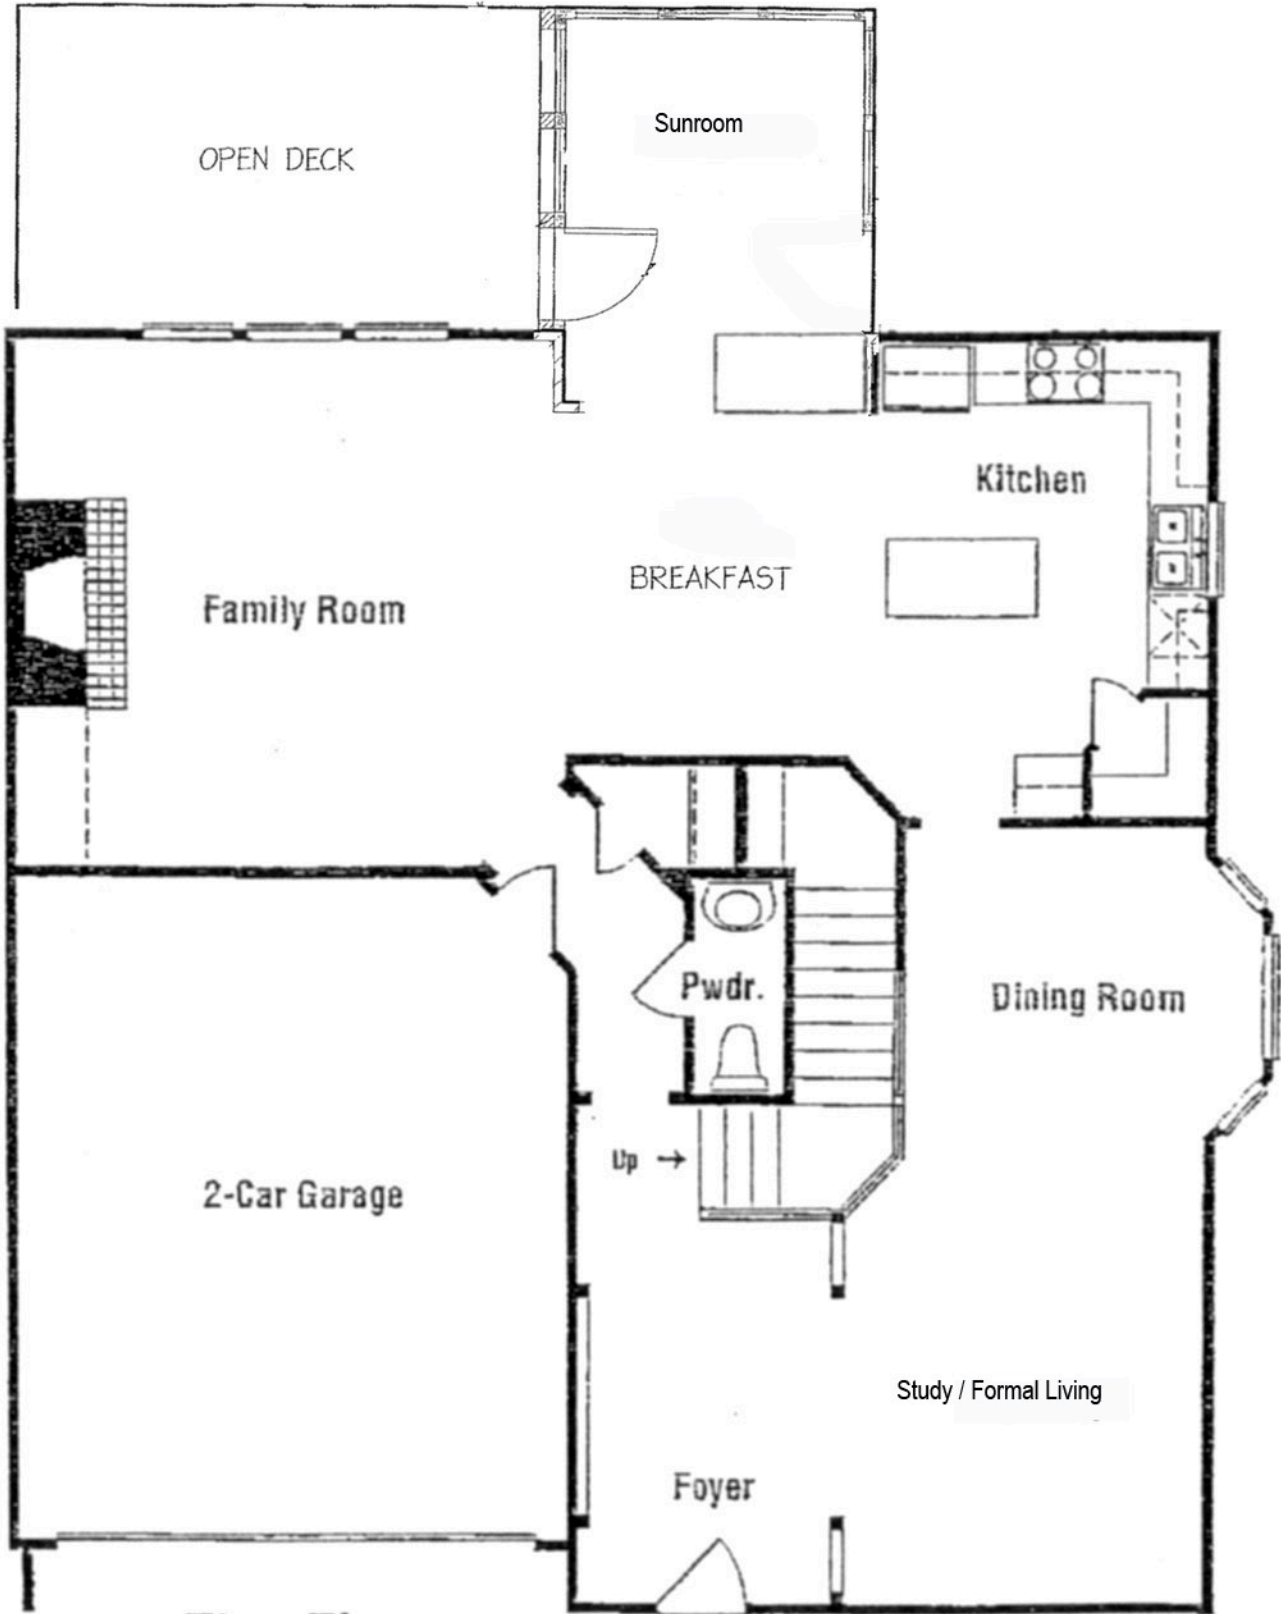 Sunroom
OPEN DECK
Kitchen
BREAKFAST
Family Room
Pwdr.
Dining Room
Up →
2-Car Garage
Study / Formal Living
Foyer